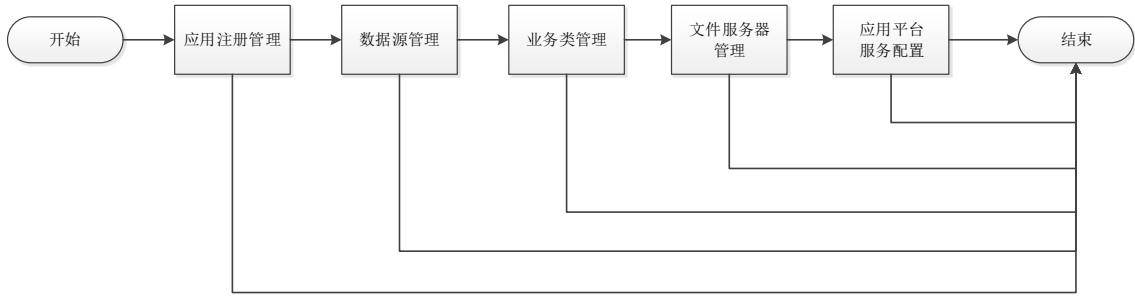 开始
应用注册管理
数据源管理
业务类管理
文件服务器
管理
应用平台
服务配置
结束